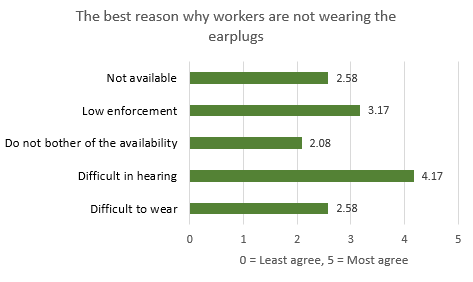 The best reason why workers are not wearing the
earplugs
Not available
2.58
Low enforcement
3.17
Do not bother of the availability
2.08
Difficult in hearing
4.17
Difficult to wear
2.58
0 1 2 3 4 5
0 = Least agree, 5 = Most agree